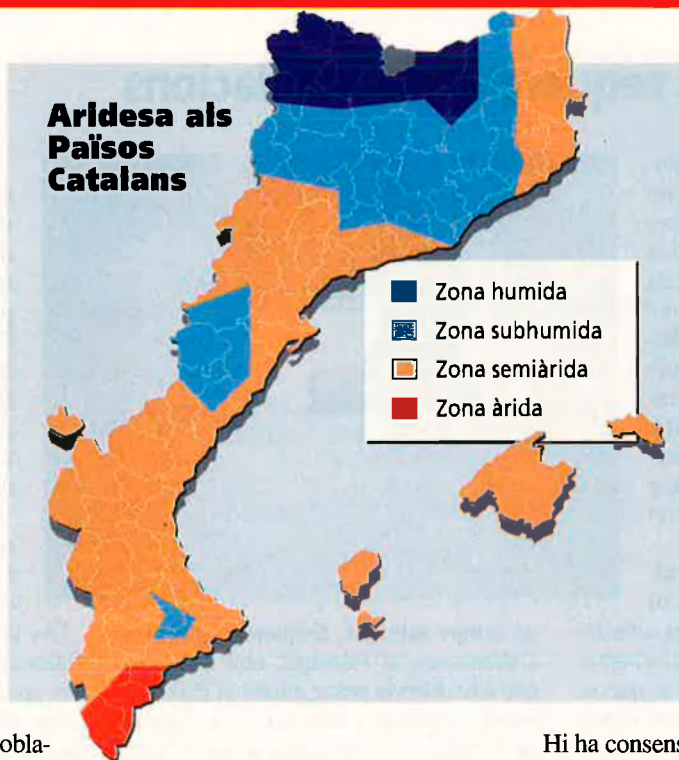 Aridesa als
Països
Catalans
Zona humida
Zona subhumida
Zona semiàrida
Zona àrida
obla-
Hi ha consens